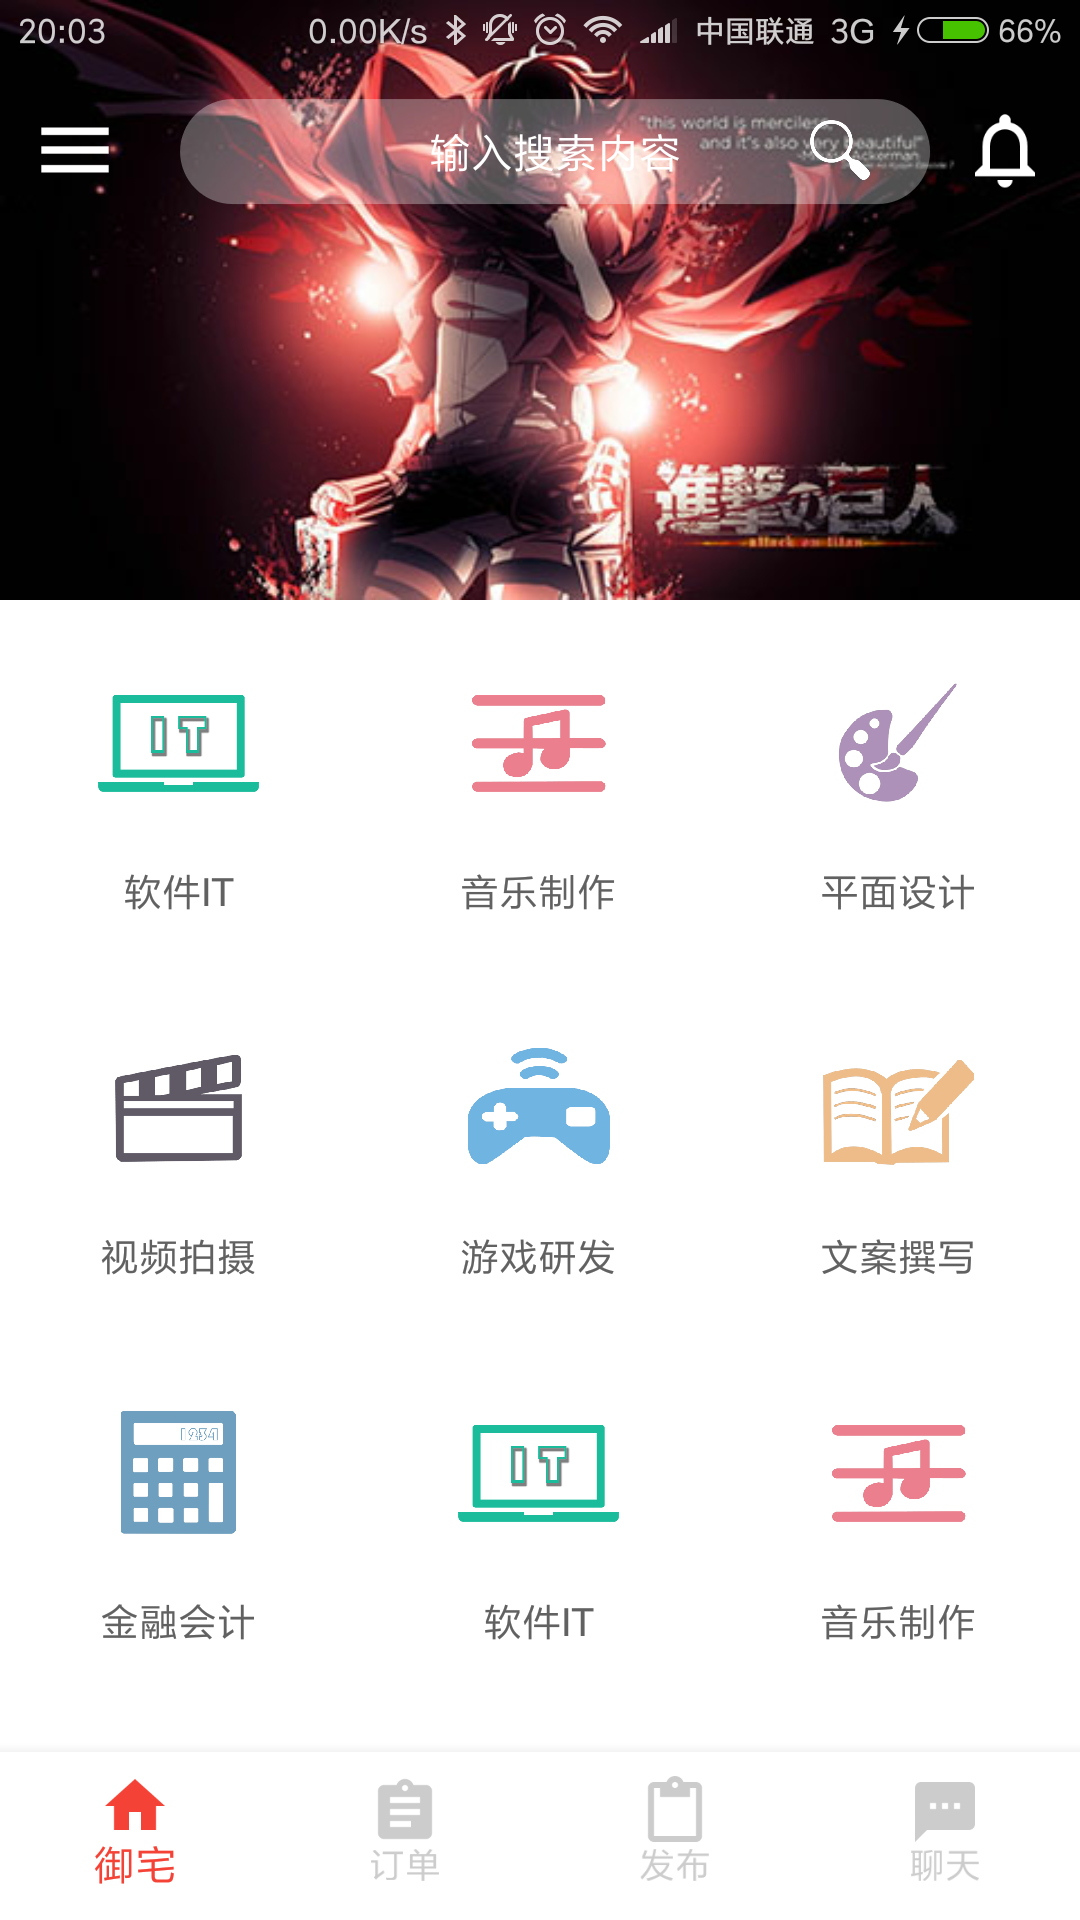 20:03 0.00K/s 中国联通 3G 66%
"this world is merciless,
and it's also very beautiful"
输入搜索内容
Ackerman
進撃の巨人
attack on titan
IT
软件IT 音乐制作 平面设计
视频拍摄 游戏研发 文案撰写
1934
IT
金融会计 软件IT 音乐制作
御宅 订单 发布 聊天